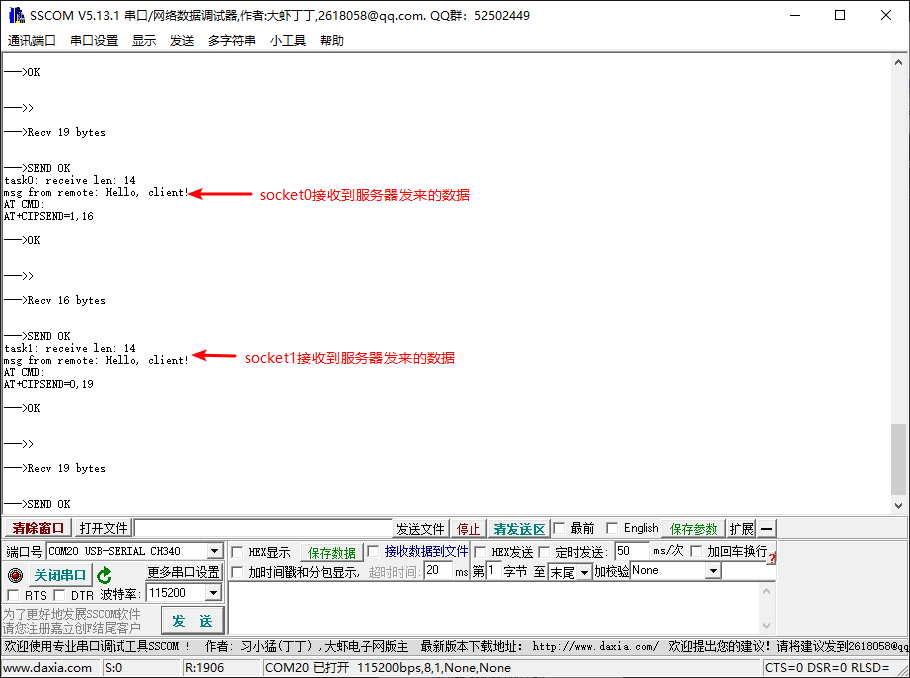 SSCOM V5.13.1 串口/网络数据调试器,作者:大虾丁丁,2618058@qq.com. QQ群：52502449
通讯端口 串口设置 显示 发送 多字符串 小工具 帮助
——>OK
——>>
——>Recv 19 bytes
——>SEND OK
task0: receive len: 14
msg from remote: Hello, client! socket0接收到服务器发来的数据
AT CMD:
AT+CIPSEND=1,16
——>OK
——>>
——>Recv 16 bytes
——>SEND OK
task1: receive len: 14
msg from remote: Hello, client! socket1接收到服务器发来的数据
AT CMD:
AT+CIPSEND=0,19
——>OK
——>>
——>Recv 19 bytes
——>SEND OK
清除窗口 打开文件 发送文件 停止 清发送区 最前 English 保存参数 扩展 —
端口号 COM20 USB-SERIAL CH340 HEX显示 保存数据 接收数据到文件 HEX发送 定时发送: 50 ms/次 加回车换行
关闭串口 更多串口设置 加时间戳和分包显示, 超时时间: 20 ms 第1 字节 至 末尾 加校验 None ?
RTS DTR 波特率: 115200
为了更好地发展SSCOM软件
请您注册嘉立创F结尾客户
发 送
欢迎使用专业串口调试工具SSCOM ! 作者: 习小猛(丁丁),大虾电子网版主 最新版本下载地址: http://www.daxia.com/ 欢迎提出您的建议！请将建议发到2618058@qq
www.daxia.com S:0 R:1906 COM20 已打开 115200bps,8,1,None,None CTS=0 DSR=0 RLSD=